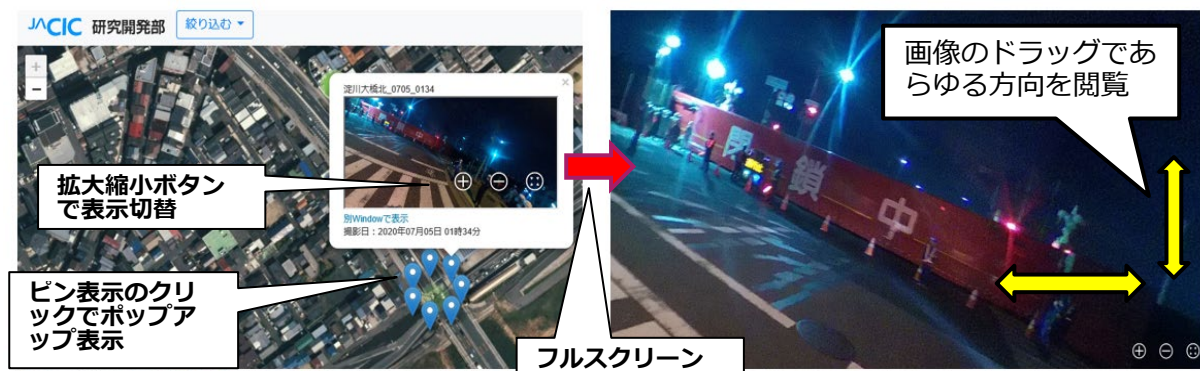 JACIC 研究開発部 絞り込む
淀川大橋北_0705_0134
別Windowで表示
撮影日：2020年07月05日 01時34分
拡大縮小ボタン
で表示切替
ピン表示のクリ
ックでポップア
ップ表示
フルスクリーン
画像のドラッグであ
らゆる方向を閲覧
閉鎖中